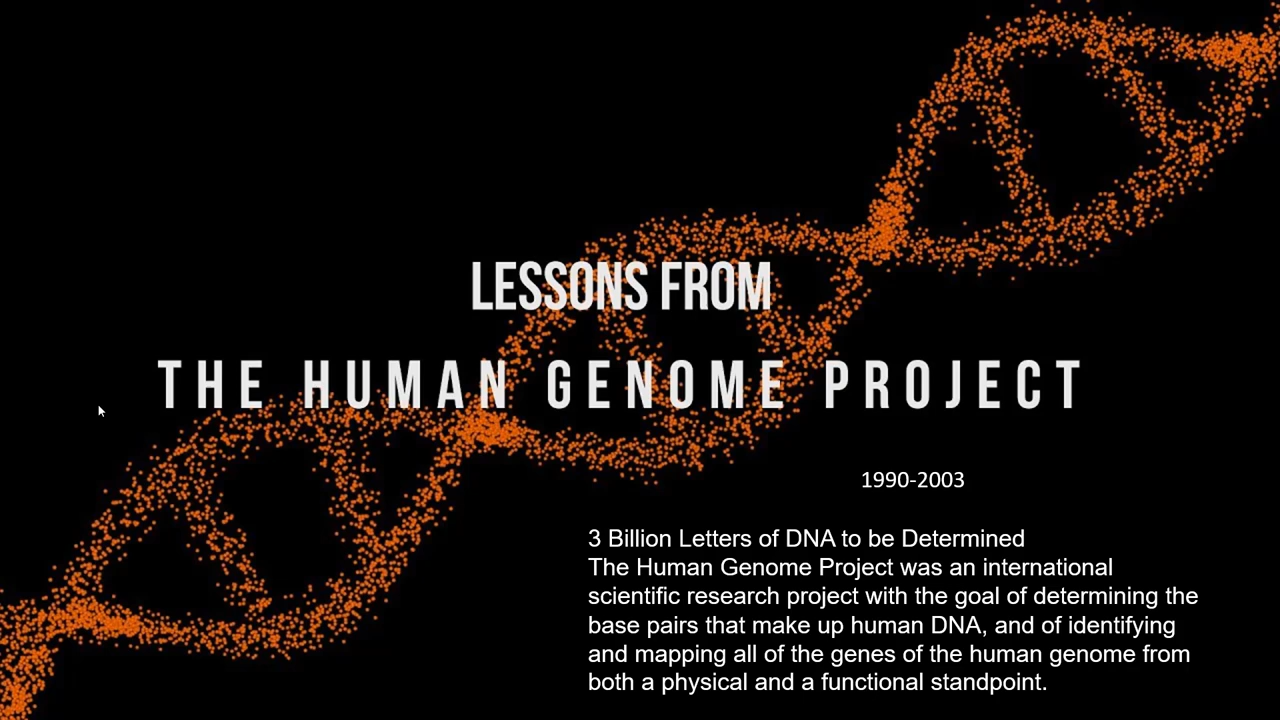 LESSONS FROM
THE HUMAN GENOME PROJECT
1990-2003
3 Billion Letters of DNA to be Determined
The Human Genome Project was an international
scientific research project with the goal of determining the
base pairs that make up human DNA, and of identifying
and mapping all of the genes of the human genome from
both a physical and a functional standpoint.